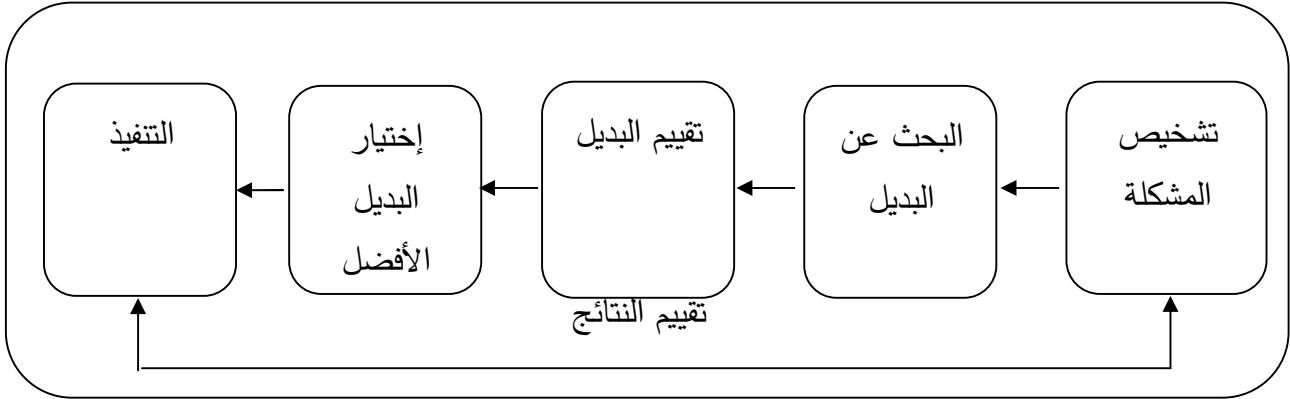 تشخيص
المشكلة
البحث عن
البديل
تقييم البديل
إختيار
البديل
الأفضل
التنفيذ
تقييم النتائج